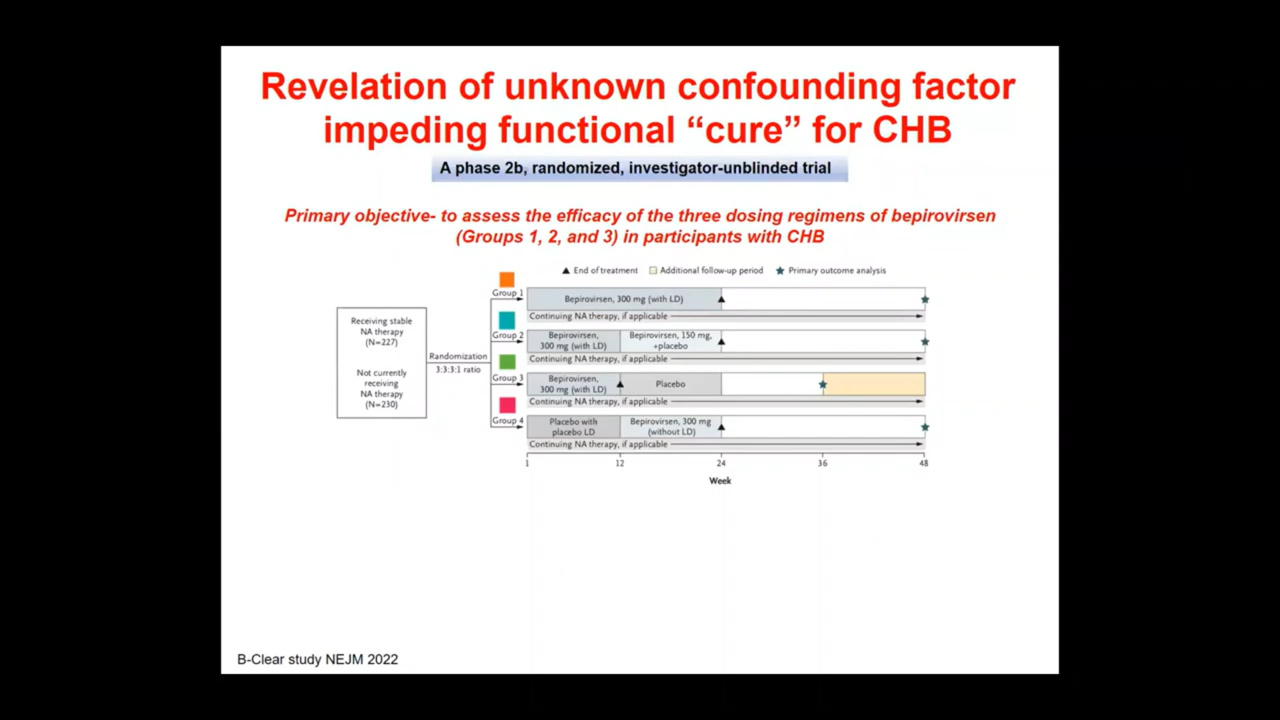 Revelation of unknown confounding factor
impeding functional “cure” for CHB
A phase 2b, randomized, investigator-unblinded trial
Primary objective- to assess the efficacy of the three dosing regimens of bepirovirsen
(Groups 1, 2, and 3) in participants with CHB
End of treatment
Additional follow-up period
Primary outcome analysis
Receiving stable
NA therapy
(N=227)
Not currently
receiving
NA therapy
(N=230)
Randomization
3:3:3:1 ratio
Group 1
Bepirovirsen, 300 mg (with LD)
Continuing NA therapy, if applicable
Group 2
Bepirovirsen,
300 mg (with LD)
Bepirovirsen, 150 mg,
+placebo
Continuing NA therapy, if applicable
Group 3
Bepirovirsen,
300 mg (with LD)
Placebo
Continuing NA therapy, if applicable
Group 4
Placebo with
placebo LD
Bepirovirsen, 300 mg
(without LD)
Continuing NA therapy, if applicable
1 12 24 36 48
Week
B-Clear study NEJM 2022